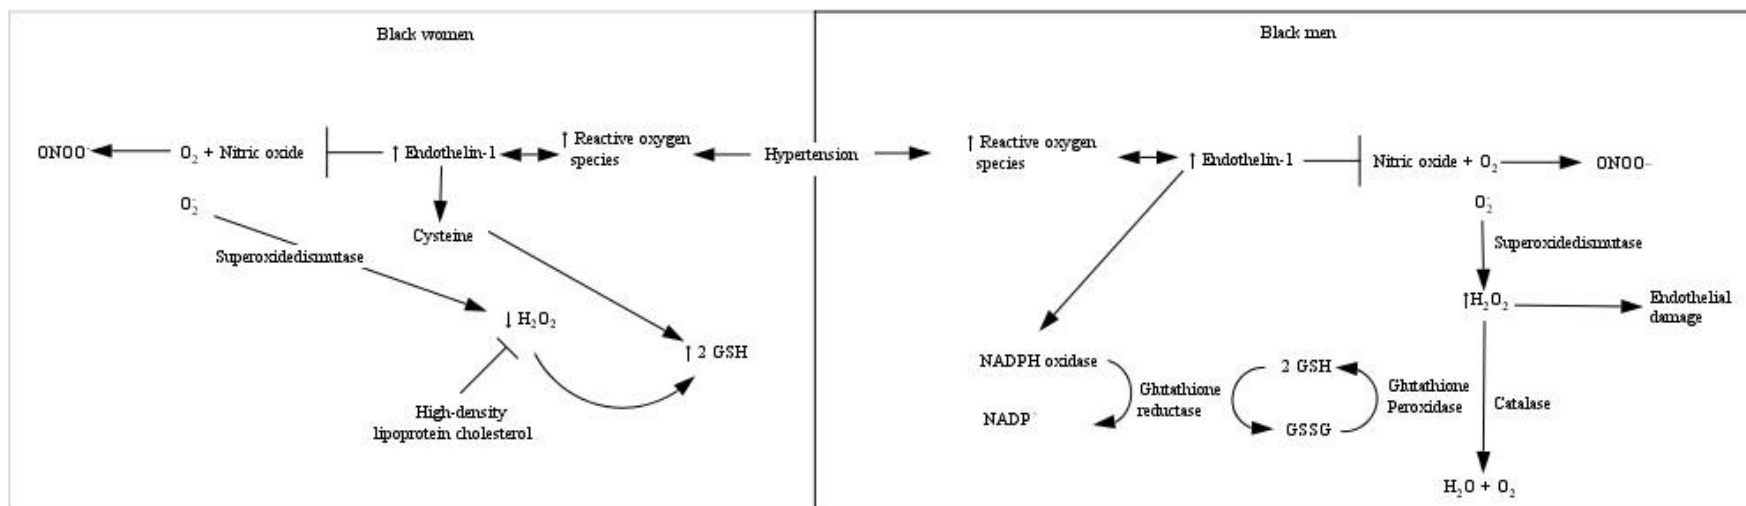 Black women
ONOO⁻
O₂ + Nitric oxide
↑ Endothelin-1
↑ Reactive oxygen
species
Hypertension
O₂⁻
Cysteine
Superoxidedismutase
↓ H₂O₂
↑ 2 GSH
High-density
lipoprotein cholesterol
Black men
↑ Reactive oxygen
species
↑ Endothelin-1
Nitric oxide + O₂
ONOO⁻
O₂⁻
Superoxidedismutase
↑H₂O₂
Endothelial
damage
NADPH oxidase
Glutathione
reductase
NADP⁺
2 GSH
GSSG
Glutathione
Peroxidase
Catalase
H₂O + O₂